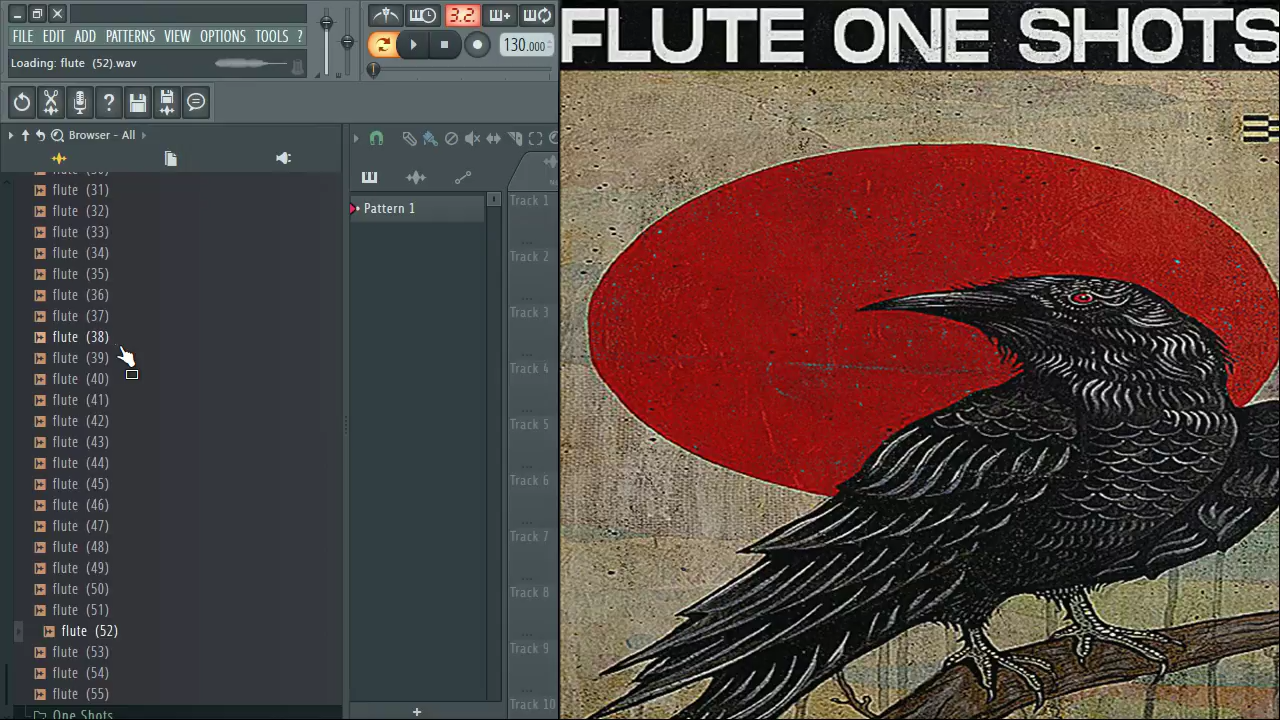 FILE EDIT ADD PATTERNS VIEW OPTIONS TOOLS ?
Loading: flute (52).wav
3.2.
130.000
Browser - All
flute (31)
flute (32)
flute (33)
flute (34)
flute (35)
flute (36)
flute (37)
flute (38)
flute (39)
flute (40)
flute (41)
flute (42)
flute (43)
flute (44)
flute (45)
flute (46)
flute (47)
flute (48)
flute (49)
flute (50)
flute (51)
flute (52)
flute (53)
flute (54)
flute (55)
One Shots
Pattern 1
Track 1
Track 2
Track 3
Track 4
Track 5
Track 6
Track 7
Track 8
Track 9
Track 10
FLUTE ONE SHOTS